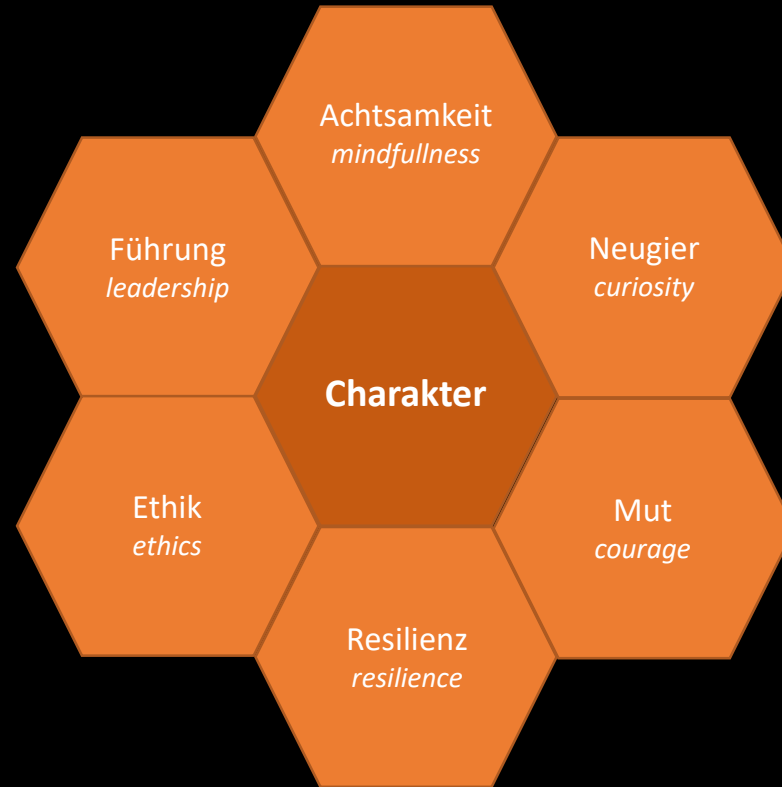 Achtsamkeit
mindfullness
Führung
leadership
Neugier
curiosity
Charakter
Ethik
ethics
Mut
courage
Resilienz
resilience